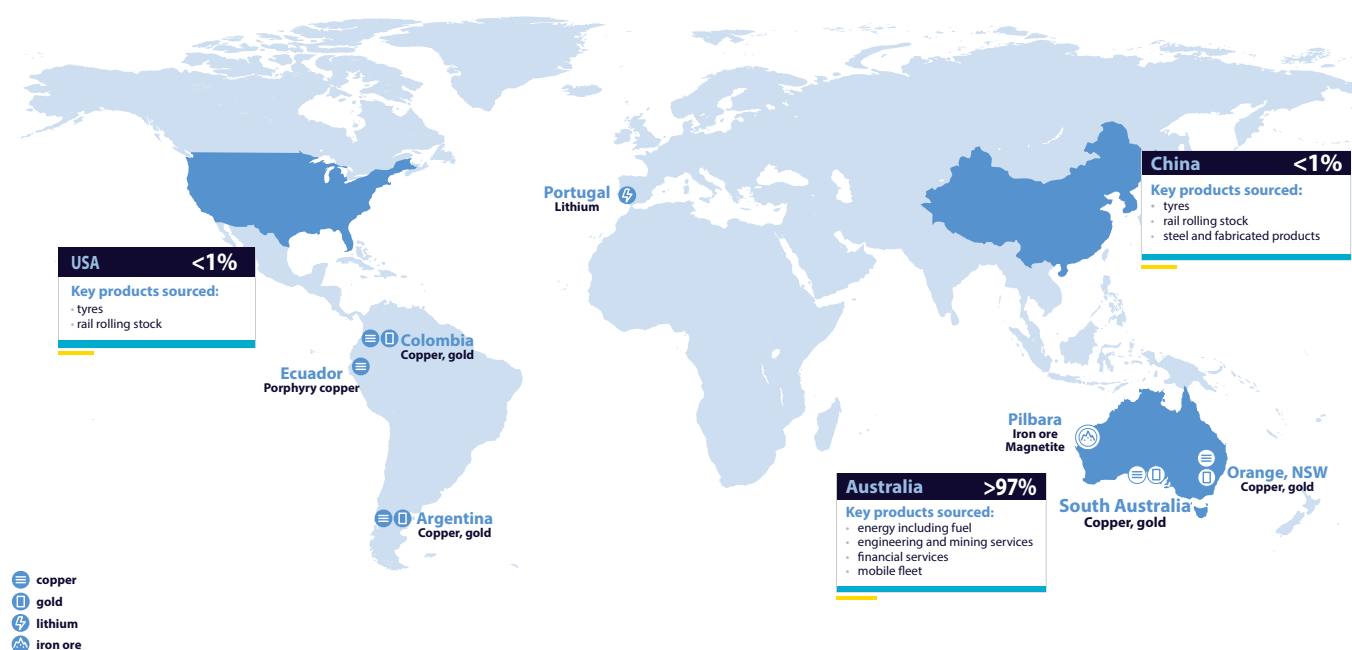 China <1%
Key products sourced:
• tyres
• rail rolling stock
• steel and fabricated products
Portugal
Lithium
USA <1%
Key products sourced:
• tyres
• rail rolling stock
Colombia
Copper, gold
Ecuador
Porphyry copper
Pilbara
Iron ore
Magnetite
Australia >97%
Key products sourced:
• energy including fuel
• engineering and mining services
• financial services
• mobile fleet
Orange, NSW
Copper, gold
South Australia
Copper, gold
Argentina
Copper, gold
copper
gold
lithium
iron ore